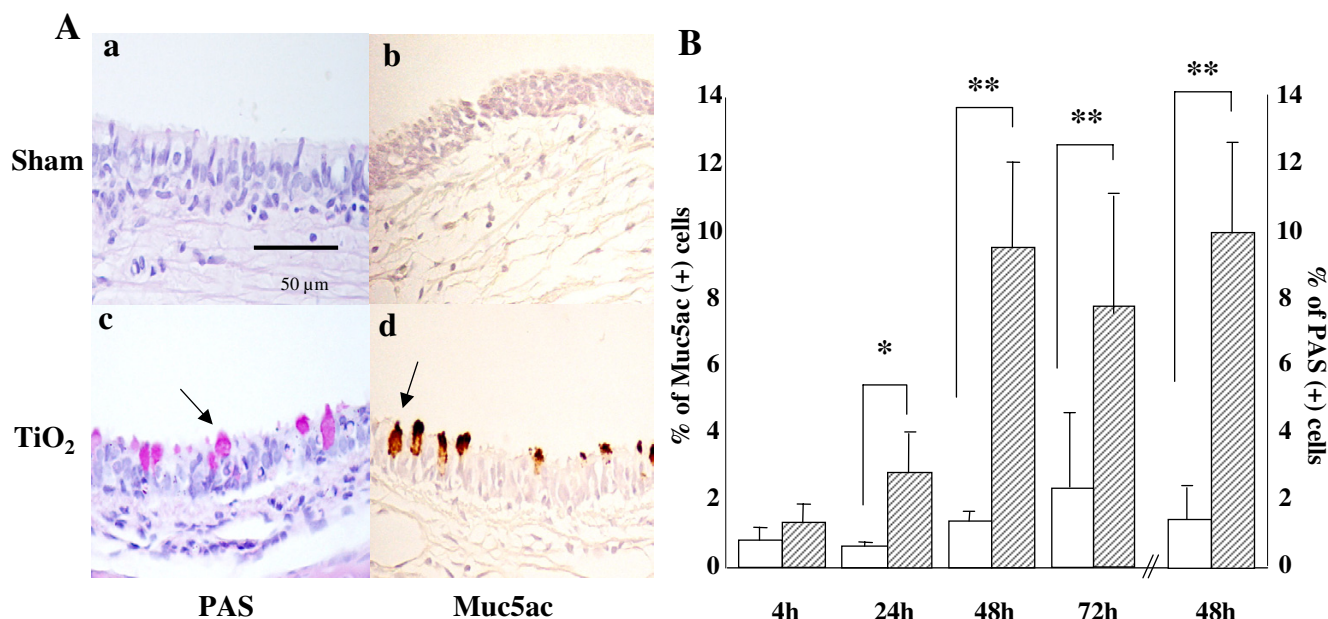 A
a
b
Sham
50 µm
c
d
TiO₂
PAS
Muc5ac
B
% of Muc5ac (+) cells
14
12
10
8
6
4
2
0
*
**
**
**
14
12
10
8
6
4
2
0
% of PAS (+) cells
4h
24h
48h
72h
//
48h